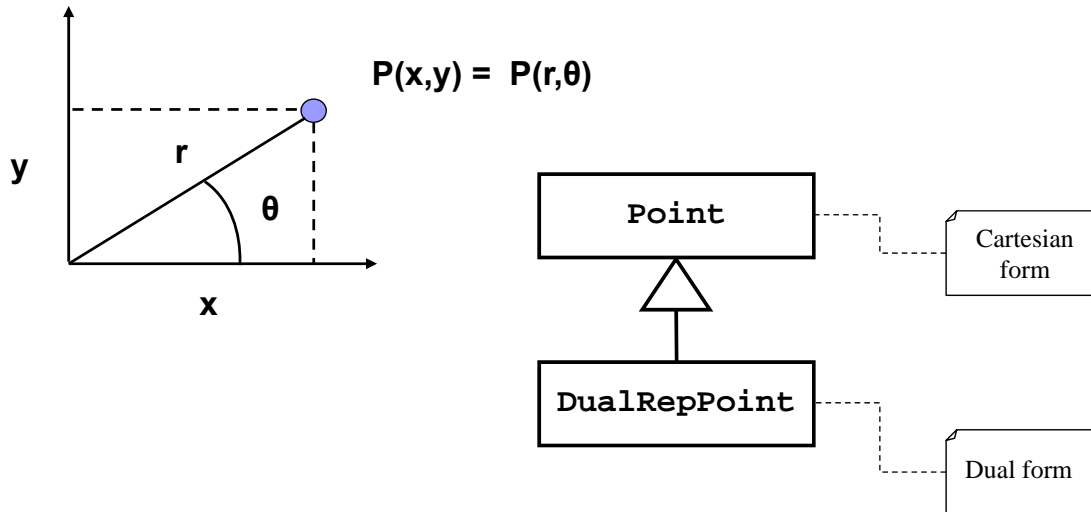 P(x,y) = P(r,θ)
r
y
θ
x
Point
Cartesian
form
DualRepPoint
Dual form